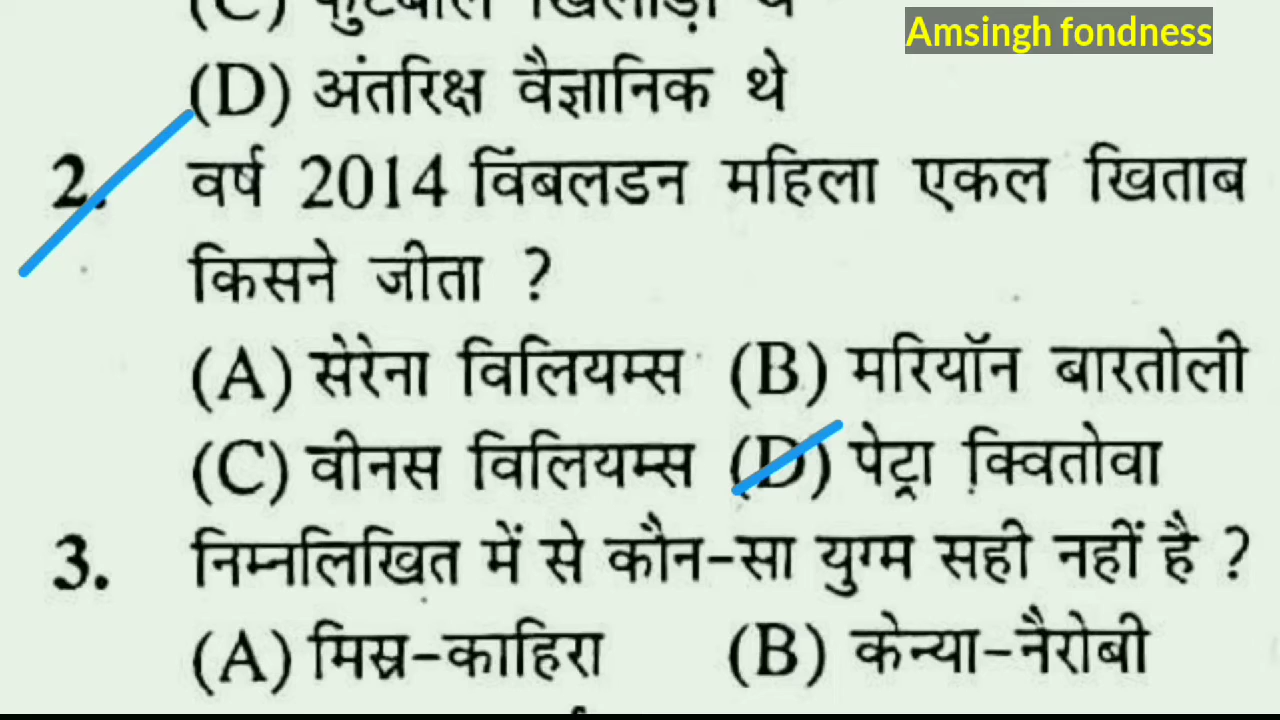 (C) फुटबॉल खिलाड़ी थे
Amsingh fondness
(D) अंतरिक्ष वैज्ञानिक थे
2. वर्ष 2014 विंबलडन महिला एकल खिताब
किसने जीता ?
(A) सेरेना विलियम्स (B) मरियॉन बारतोली
(C) वीनस विलियम्स (D) पेट्रा क्वितोवा
3. निम्नलिखित में से कौन-सा युग्म सही नहीं है ?
(A) मिस्र-काहिरा (B) केन्या-नैरोबी